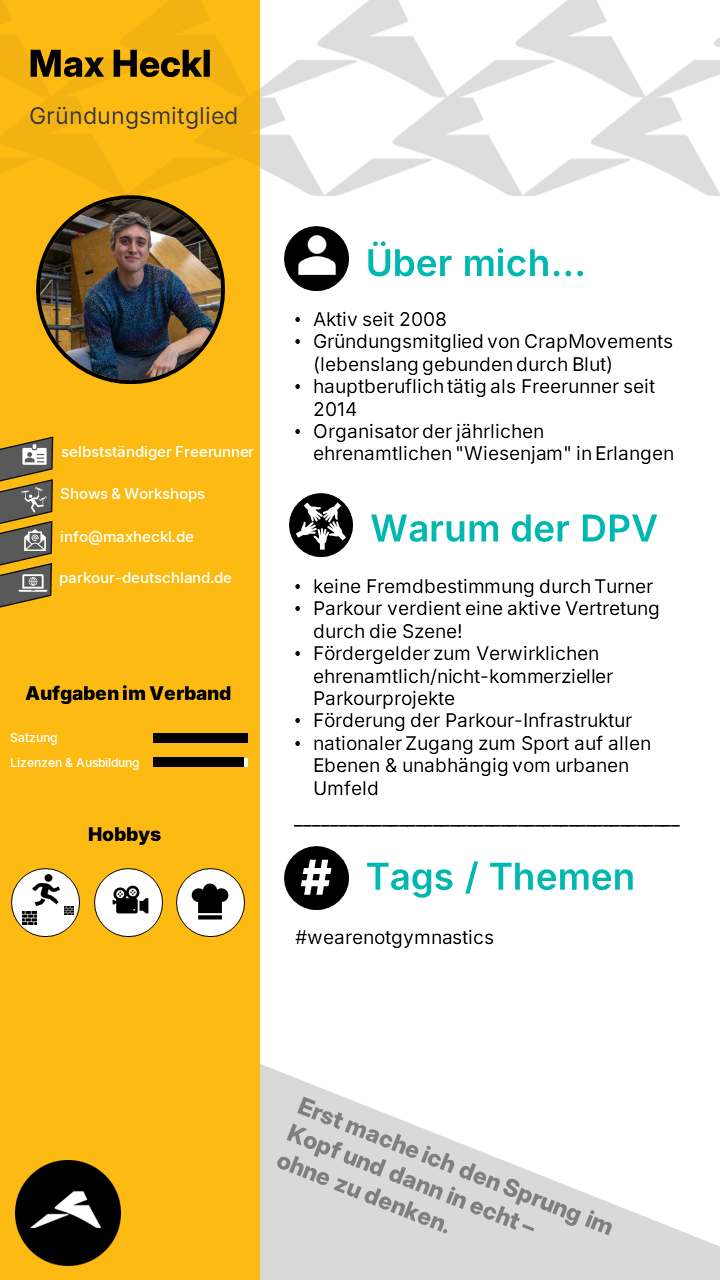 Max Heckl
Gründungsmitglied
selbstständiger Freerunner
Shows & Workshops
info@maxheckl.de
parkour-deutschland.de
Aufgaben im Verband
Satzung
Lizenzen & Ausbildung
Hobbys
Über mich...
• Aktiv seit 2008
• Gründungsmitglied von CrapMovements
(lebenslang gebunden durch Blut)
• hauptberuflich tätig als Freerunner seit
2014
• Organisator der jährlichen
ehrenamtlichen "Wiesenjam" in Erlangen
Warum der DPV
• keine Fremdbestimmung durch Turner
• Parkour verdient eine aktive Vertretung
durch die Szene!
• Fördergelder zum Verwirklichen
ehrenamtlich/nicht-kommerzieller
Parkourprojekte
• Förderung der Parkour-Infrastruktur
• nationaler Zugang zum Sport auf allen
Ebenen & unabhängig vom urbanen
Umfeld
# Tags / Themen
#wearenotgymnastics
Erst mache ich den Sprung im
Kopf und dann in echt –
ohne zu denken.